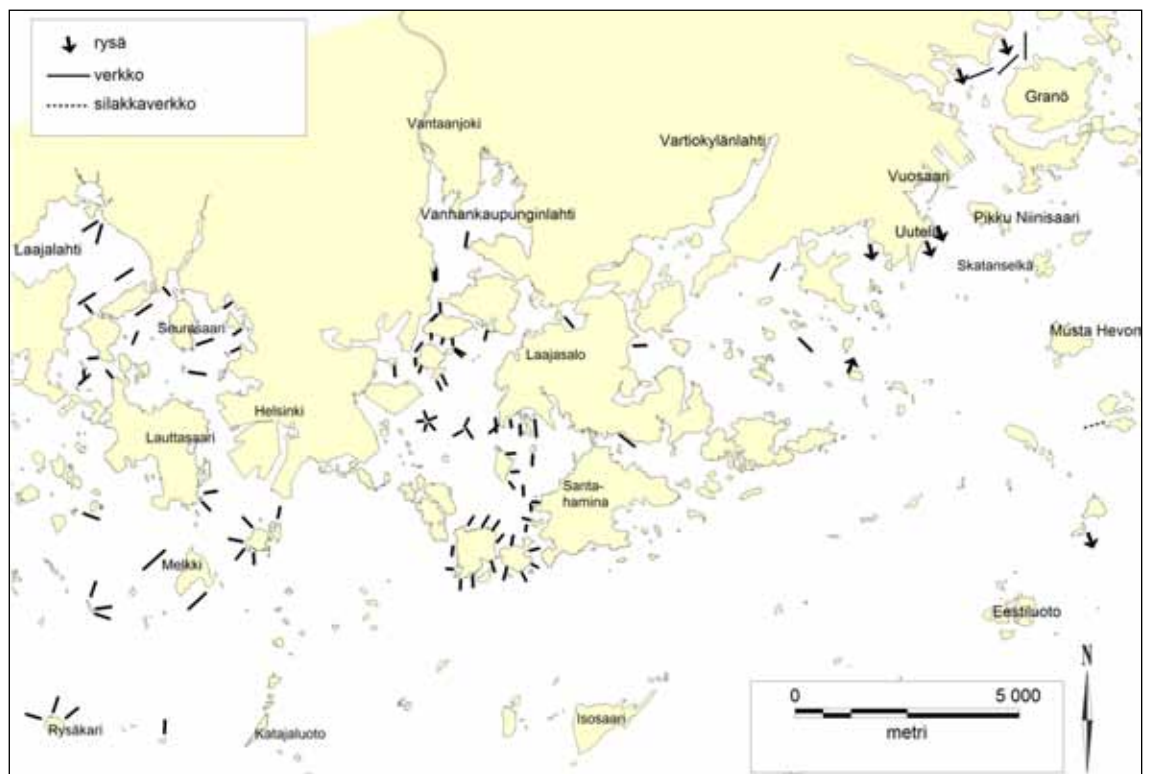 rysä
verkko
silakkaverkko
Granö
Vantaanjoki
Vartiokylänlahti
Vuosaari
Vanhankaupunginlahti
Pikku Niinisaari
Laajalahti
Uutela
Skatanselkä
Seurasaari
Musta Hevon
Laajasalo
Helsinki
Lauttasaari
Santa-
hamina
Melkki
Eestiluoto
N
0 5 000
metri
Rysäkari
Katajaluoto
Isosaari